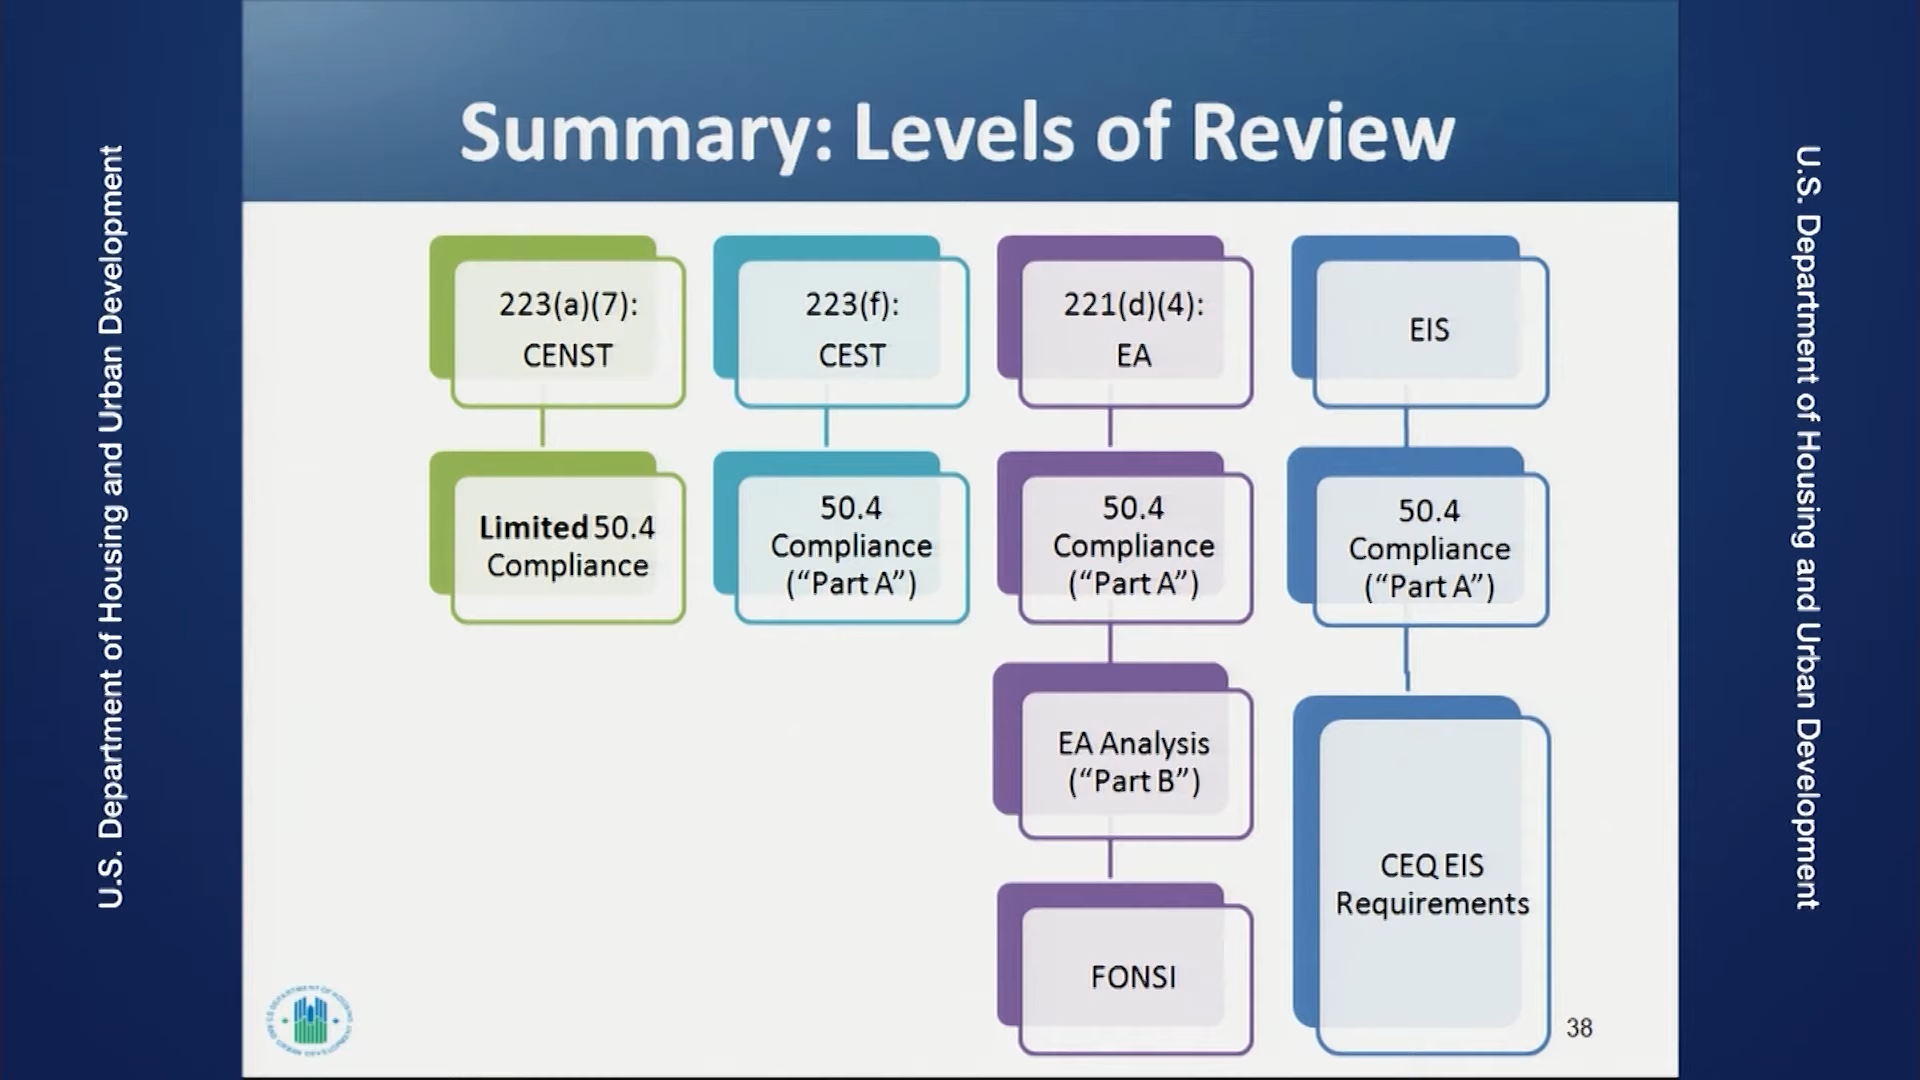 Summary: Levels of Review
223(a)(7):
CENST
Limited 50.4
Compliance
223(f):
CEST
50.4
Compliance
(“Part A”)
221(d)(4):
EA
50.4
Compliance
(“Part A”)
EA Analysis
(“Part B”)
FONSI
EIS
50.4
Compliance
(“Part A”)
CEQ EIS
Requirements
38
U.S. Department of Housing and Urban Development
U.S. Department of Housing and Urban Development